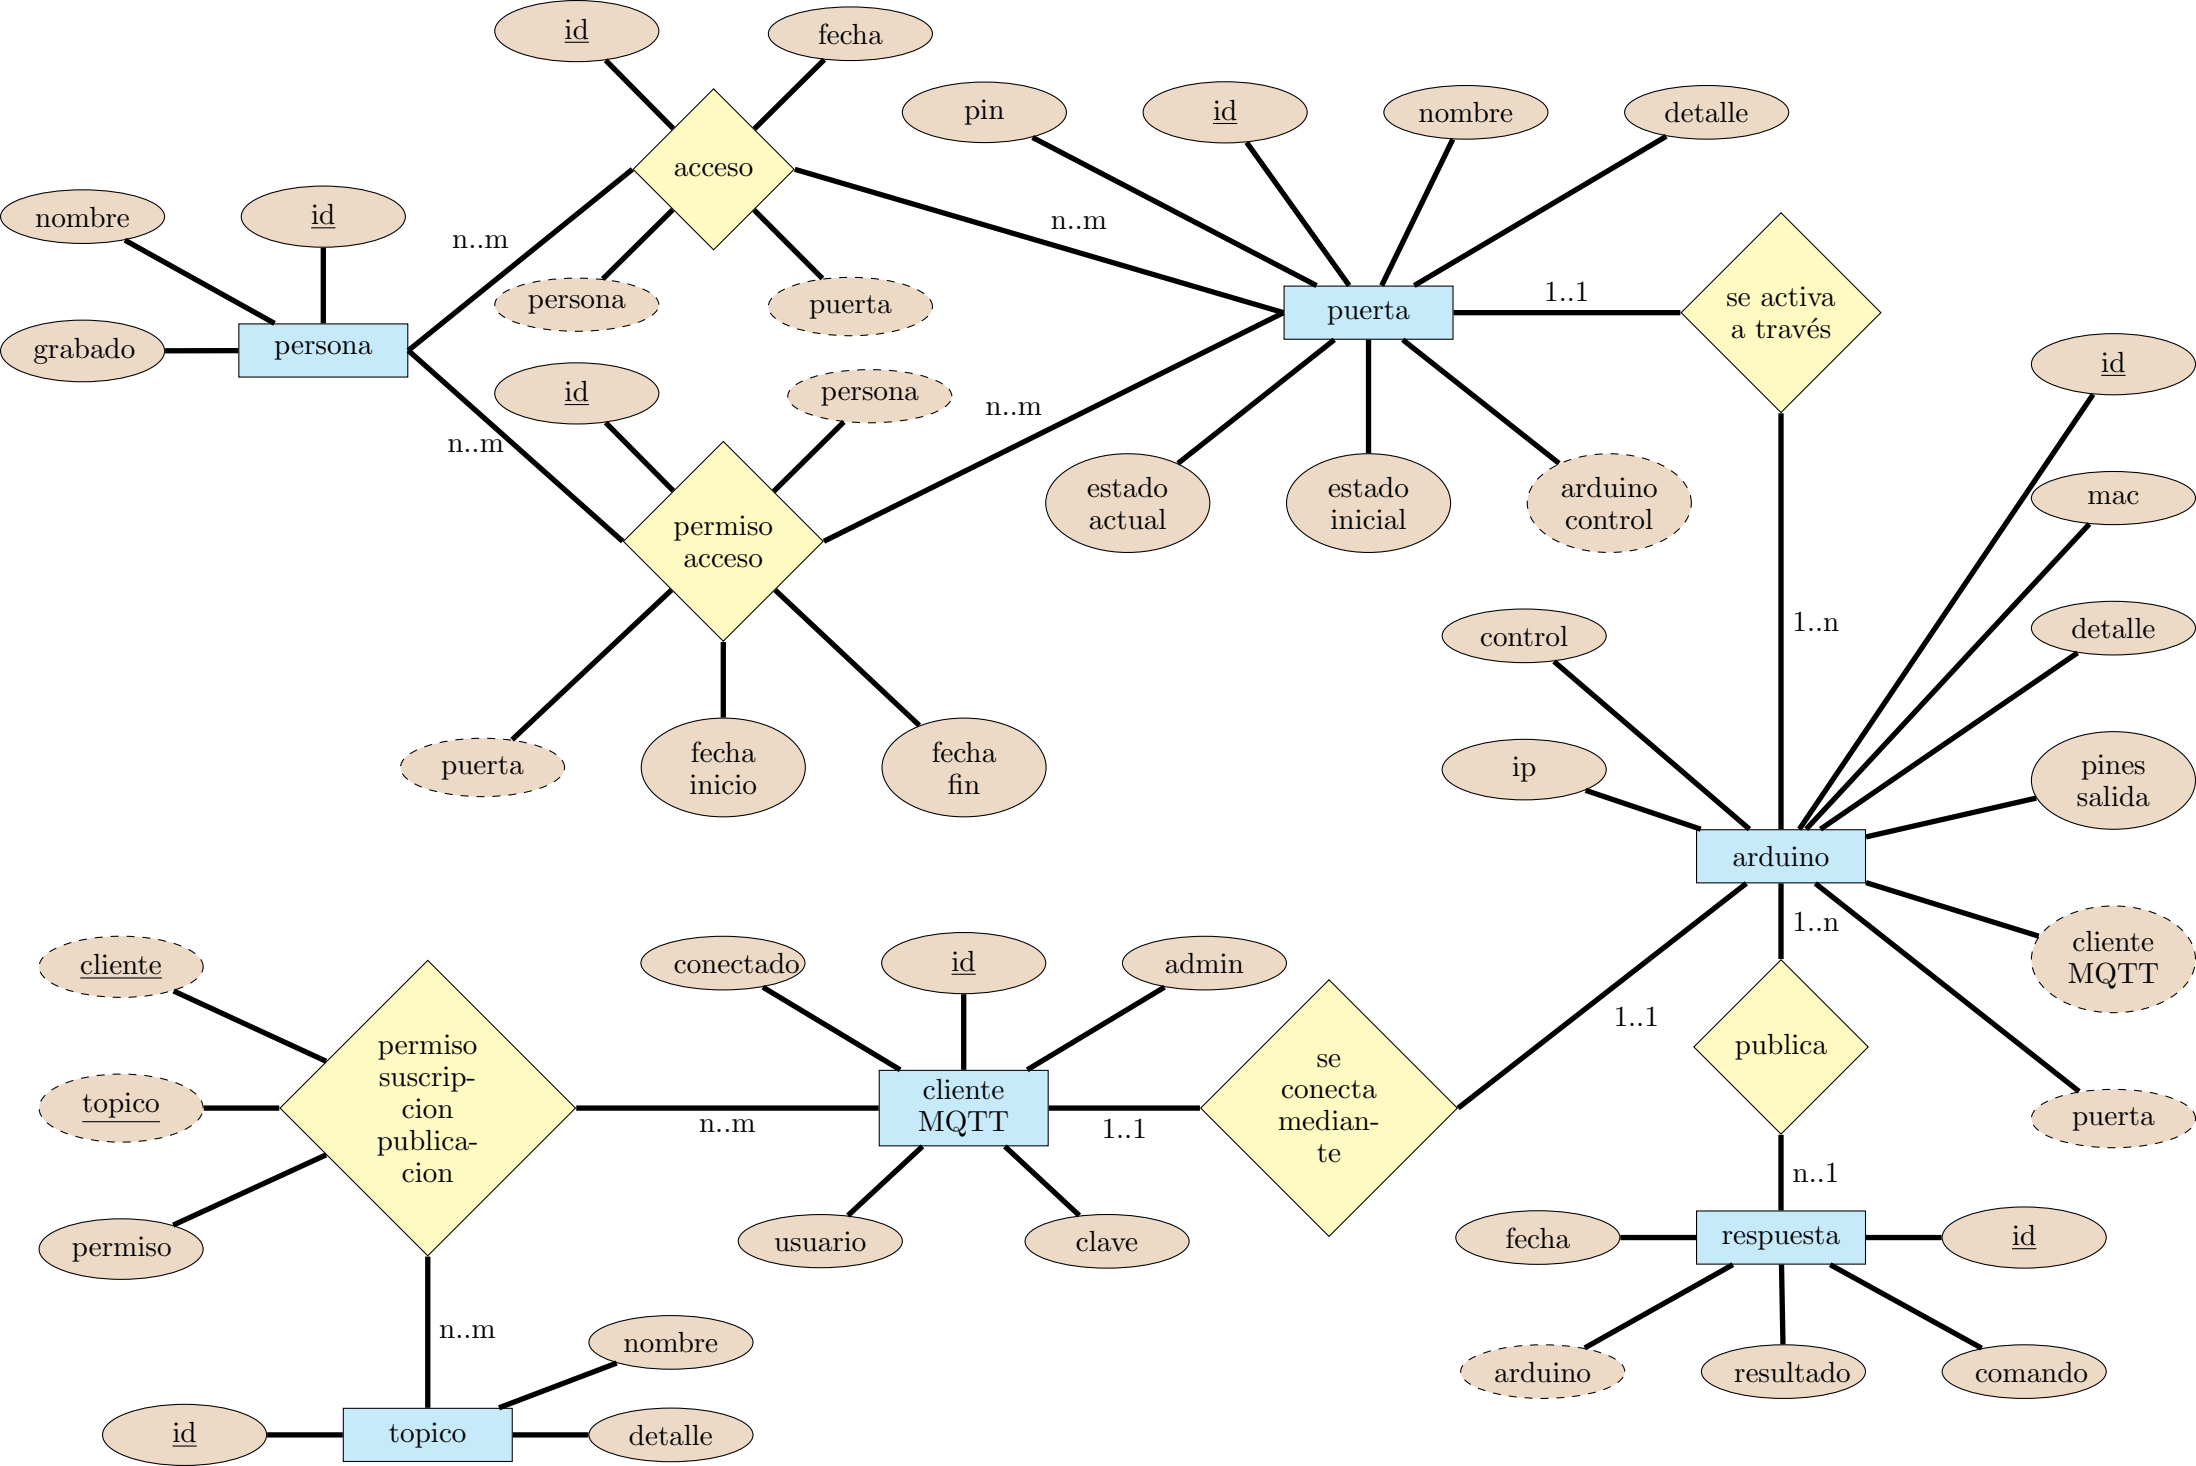 id
fecha
acceso
persona
puerta
n..m
n..m
nombre
id
grabado
persona
pin
id
nombre
detalle
puerta
1..1
se activa
a través
estado
actual
estado
inicial
arduino
control
n..m
n..m
id
persona
permiso
acceso
puerta
fecha
inicio
fecha
fin
1..n
id
mac
detalle
pines
salida
control
ip
arduino
cliente
MQTT
puerta
1..n
publica
n..1
1..1
cliente
topico
permiso
permiso
suscrip-
cion
publica-
cion
n..m
conectado
id
admin
cliente
MQTT
1..1
se
conecta
median-
te
usuario
clave
fecha
respuesta
id
arduino
resultado
comando
n..m
nombre
id
topico
detalle